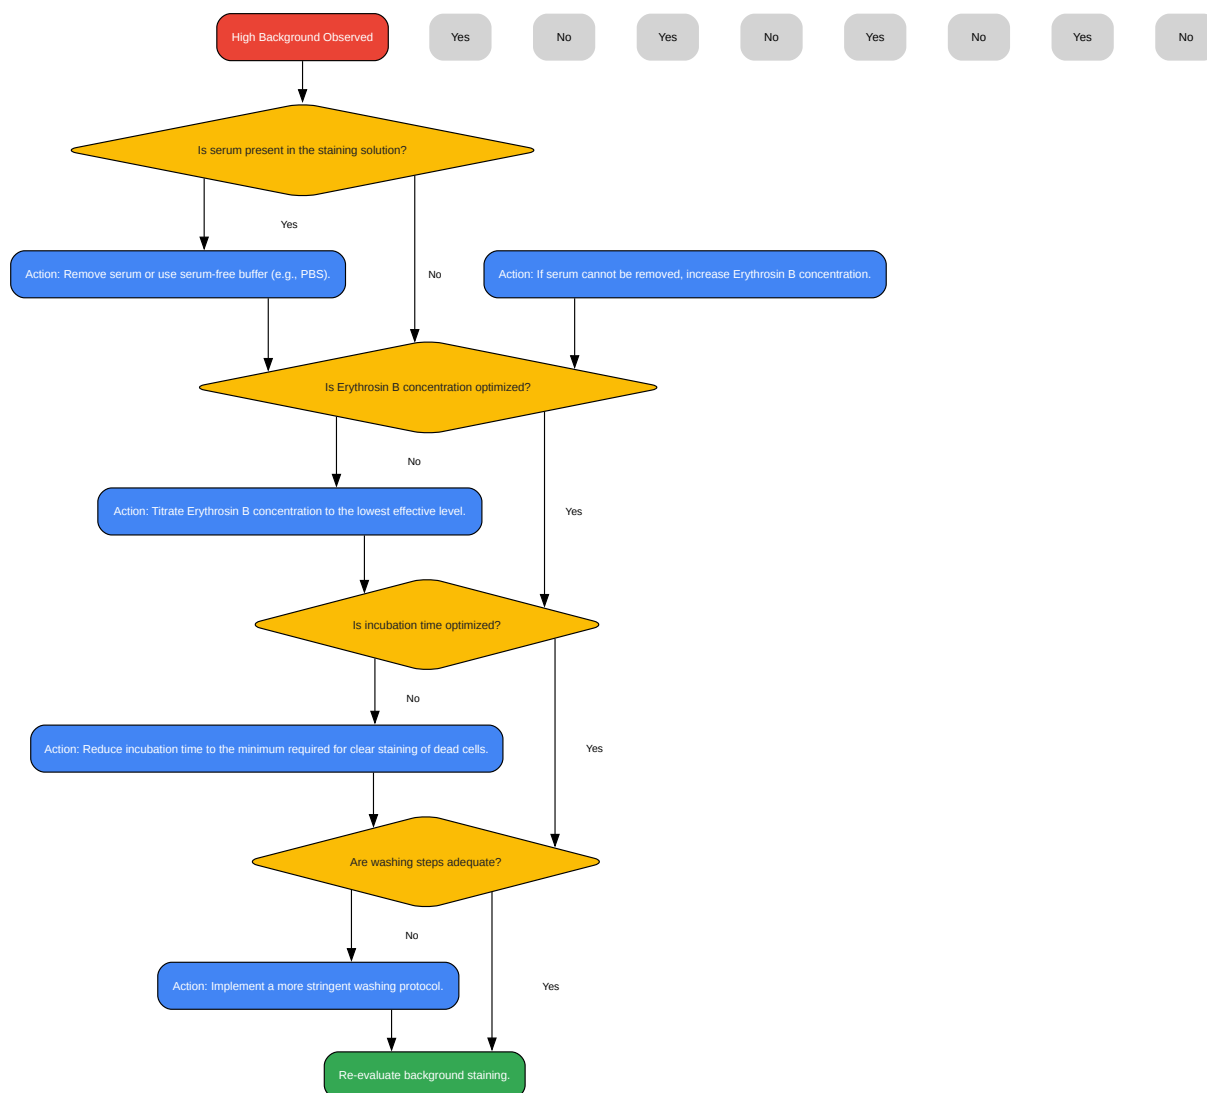 High Background Observed
Yes
No
Yes
No
Yes
No
Yes
No
Is serum present in the staining solution?
Yes
Action: Remove serum or use serum-free buffer (e.g., PBS).
No
Action: If serum cannot be removed, increase Erythrosin B concentration.
Is Erythrosin B concentration optimized?
No
Action: Titrate Erythrosin B concentration to the lowest effective level.
Yes
Is incubation time optimized?
No
Action: Reduce incubation time to the minimum required for clear staining of dead cells.
Yes
Are washing steps adequate?
No
Action: Implement a more stringent washing protocol.
Yes
Re-evaluate background staining.